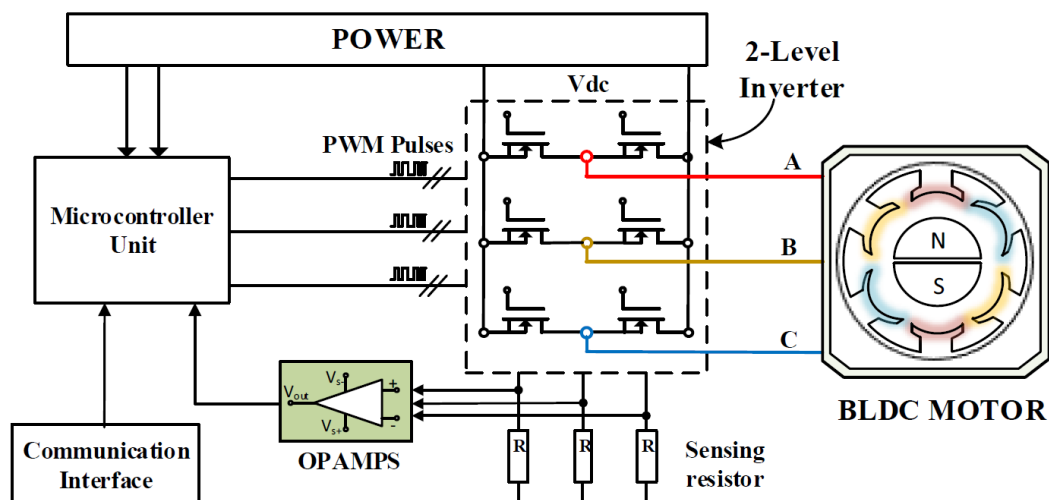 POWER
2-Level
Inverter
Vdc
PWM Pulses
Microcontroller
Unit
A
B
C
N
S
BLDC MOTOR
Vs-
Vout
Vs+
+
-
OPAMPS
R
R
R
Sensing
resistor
Communication
Interface